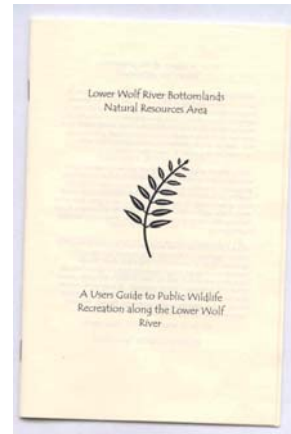 Lower Wolf River Bottomlands
Natural Resources Area
A Users Guide to Public Wildlife
Recreation along the Lower Wolf
River